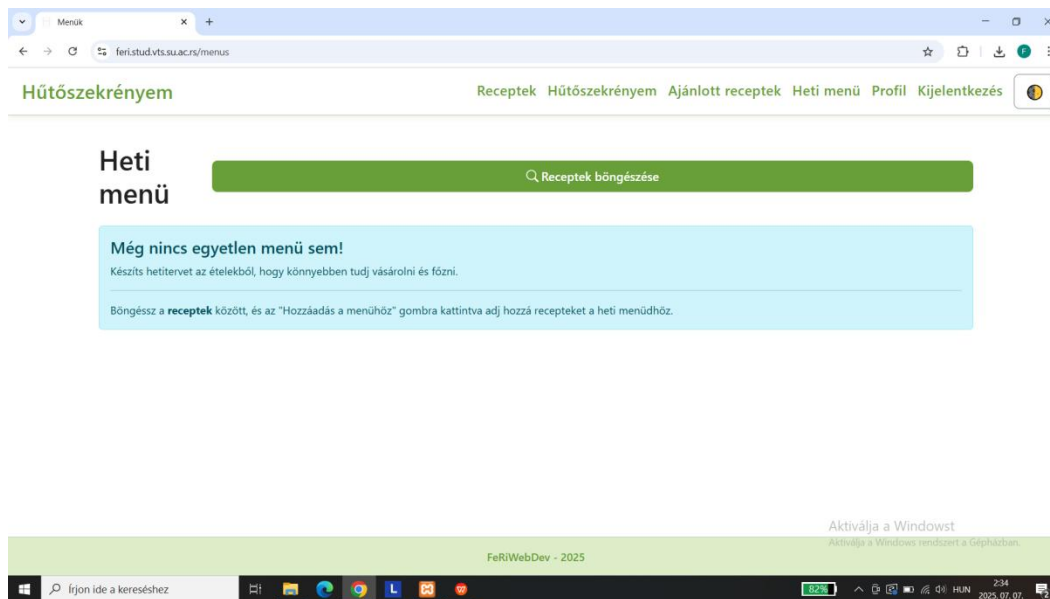 Menük
feri.stud.vts.su.ac.rs/menus
F
Hűtőszekrényem
Receptek Hűtőszekrényem Ajánlott receptek Heti menü Profil Kijelentkezés
Heti
menü
Receptek böngészése
Még nincs egyetlen menü sem!
Készíts hetitervet az ételekből, hogy könnyebben tudj vásárolni és főzni.
Böngéssz a receptek között, és az "Hozzáadás a menühöz" gombra kattintva adj hozzá recepteket a heti menüdhöz.
Aktiválja a Windowst
Aktiválja a Windows rendszert a Gépházban.
FeRiWebDev - 2025
Írjon ide a kereséshez
L
82%
HUN
2:34
2025. 07. 07.
2